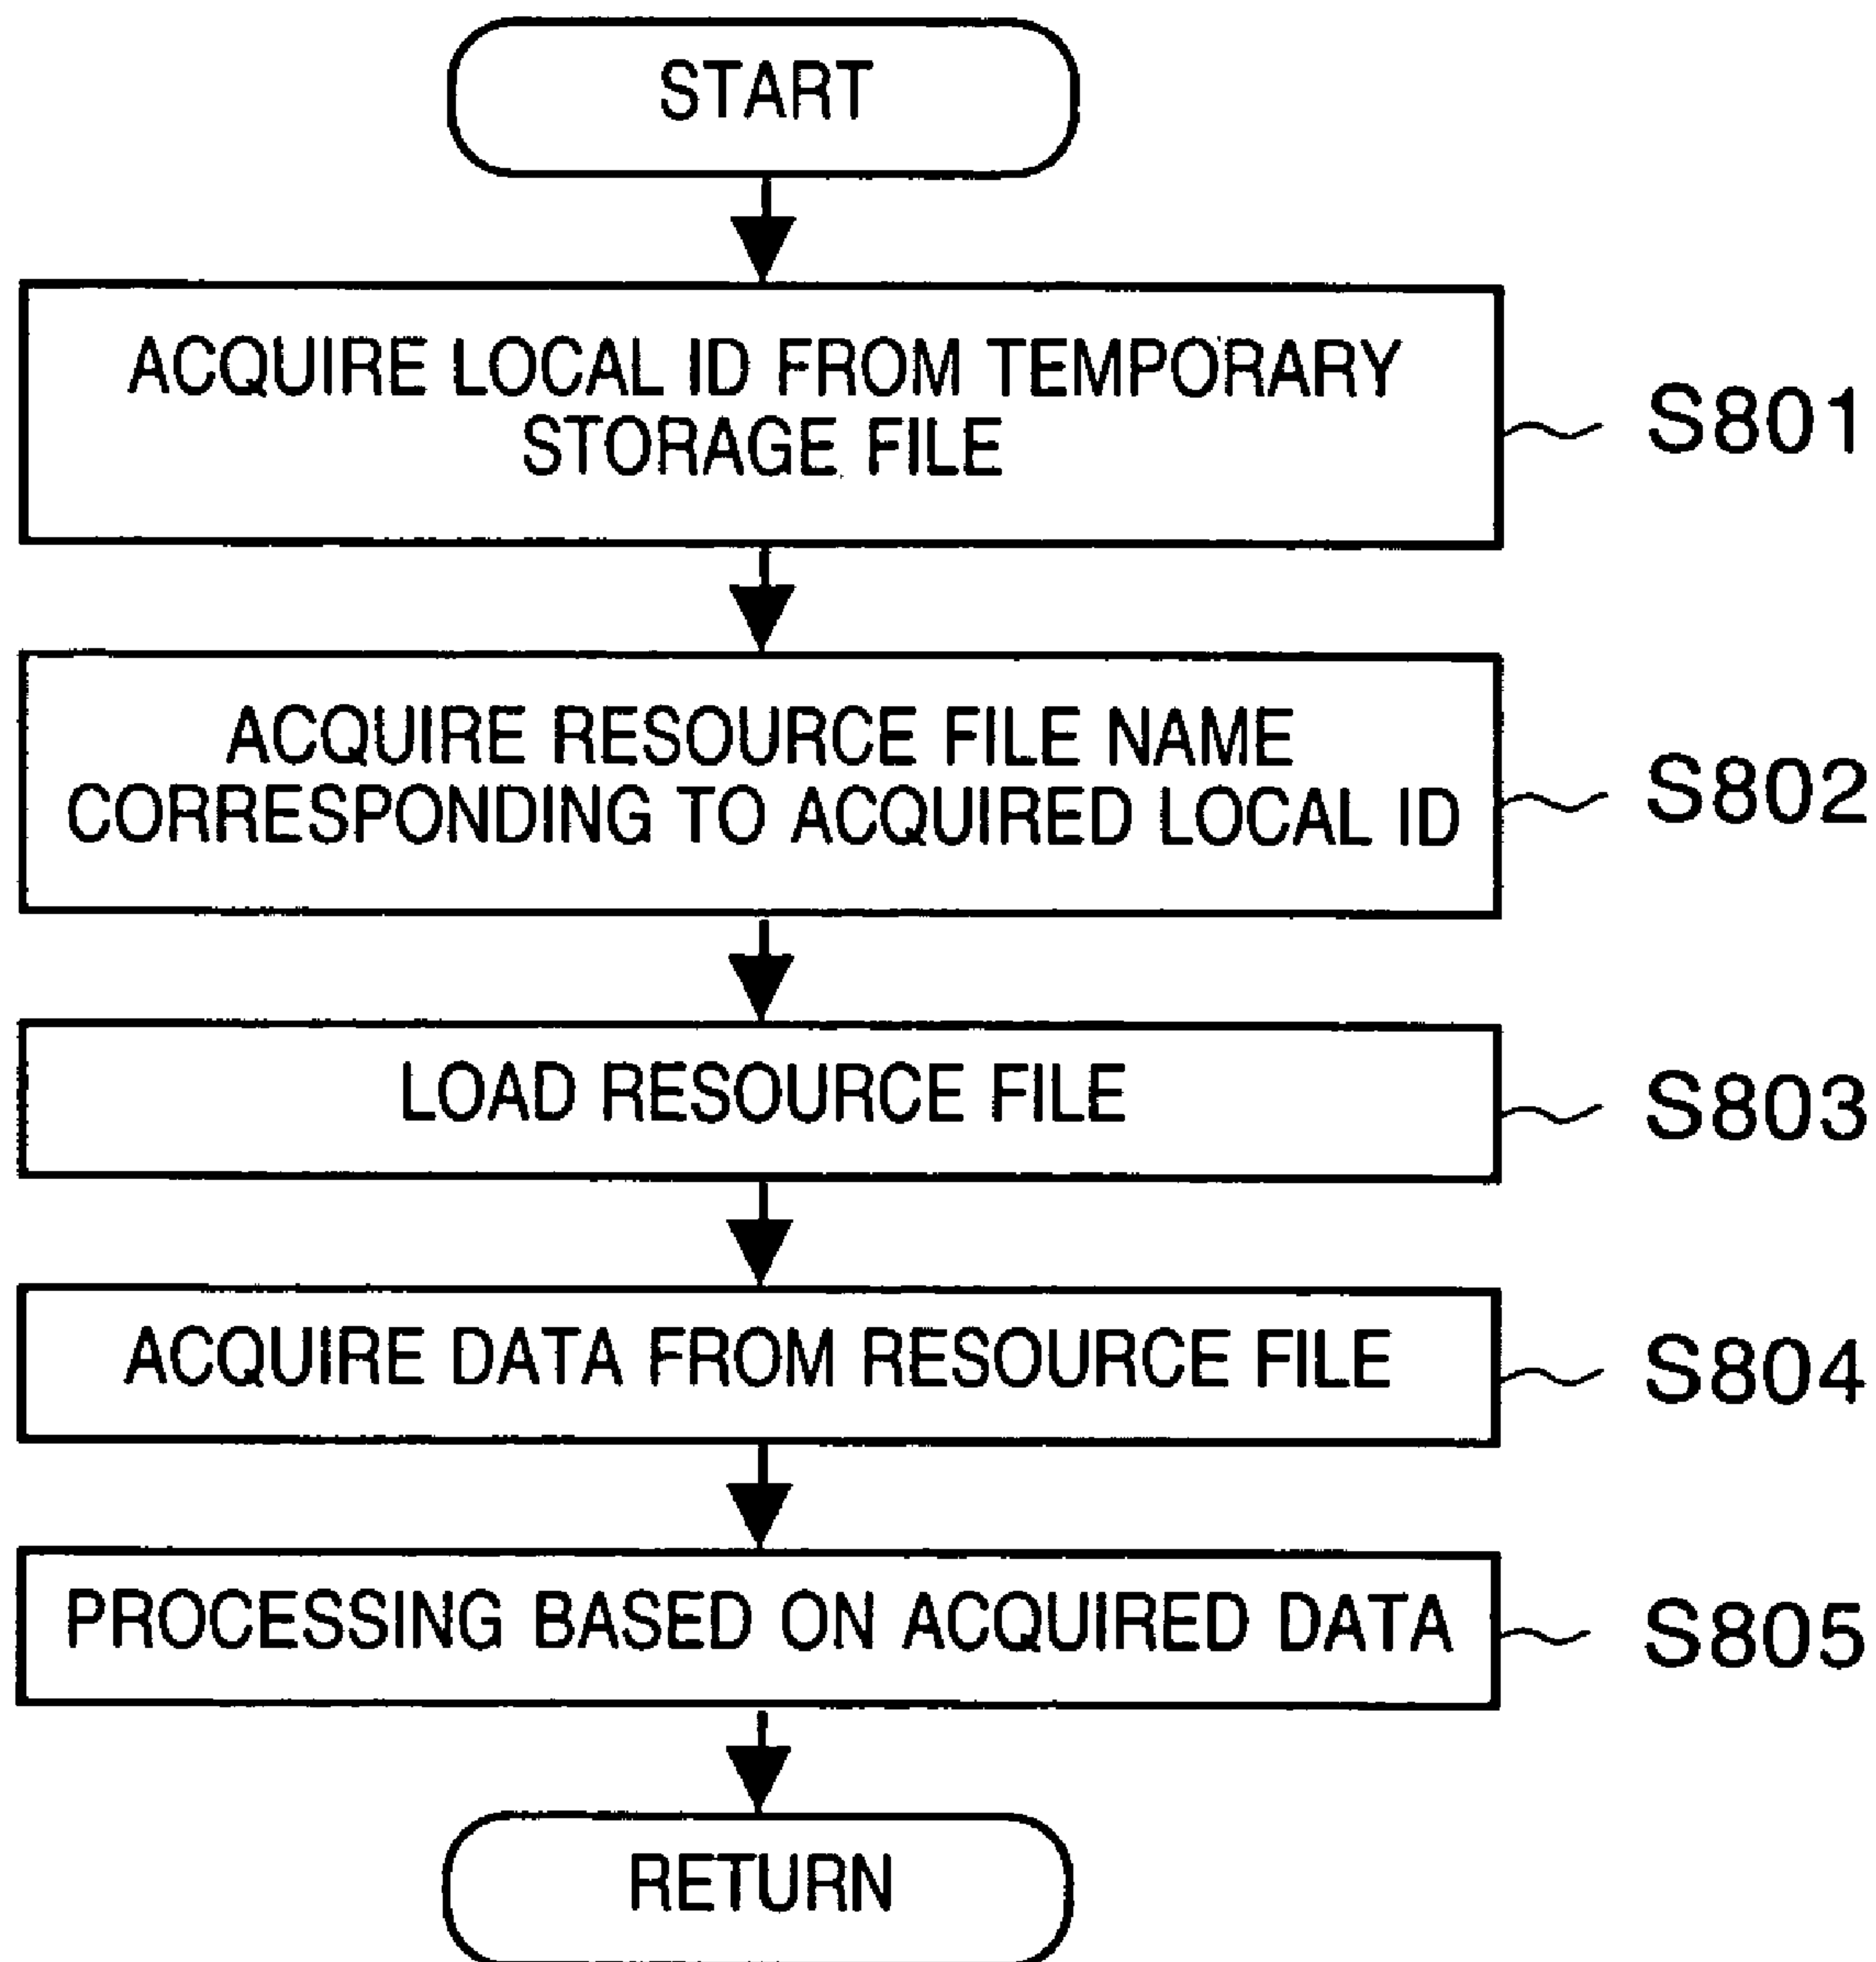 START
ACQUIRE LOCAL ID FROM TEMPORARY
STORAGE FILE
S801
ACQUIRE RESOURCE FILE NAME
CORRESPONDING TO ACQUIRED LOCAL ID
S802
LOAD RESOURCE FILE
S803
ACQUIRE DATA FROM RESOURCE FILE
S804
PROCESSING BASED ON ACQUIRED DATA
S805
RETURN